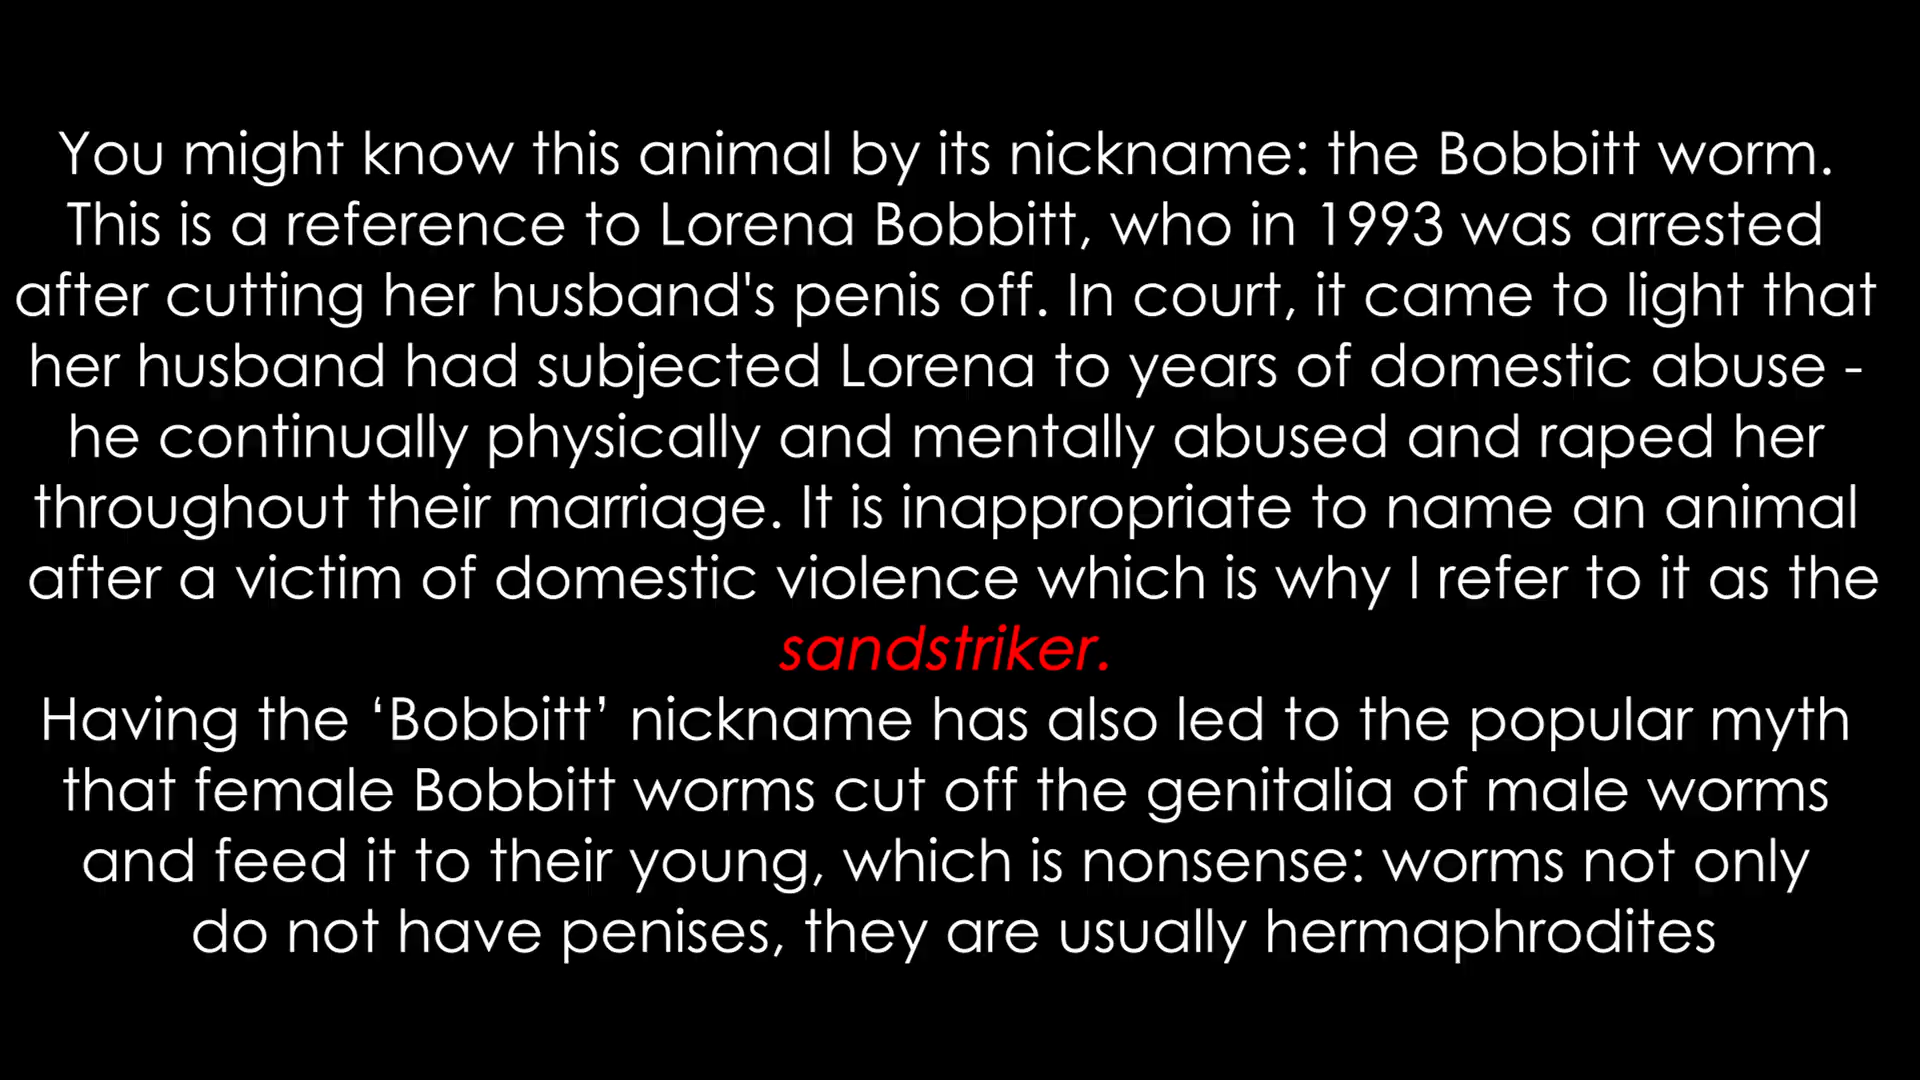 You might know this animal by its nickname: the Bobbitt worm.
This is a reference to Lorena Bobbitt, who in 1993 was arrested
after cutting her husband's penis off. In court, it came to light that
her husband had subjected Lorena to years of domestic abuse -
he continually physically and mentally abused and raped her
throughout their marriage. It is inappropriate to name an animal
after a victim of domestic violence which is why I refer to it as the
sandstriker.
Having the ‘Bobbitt’ nickname has also led to the popular myth
that female Bobbitt worms cut off the genitalia of male worms
and feed it to their young, which is nonsense: worms not only
do not have penises, they are usually hermaphrodites